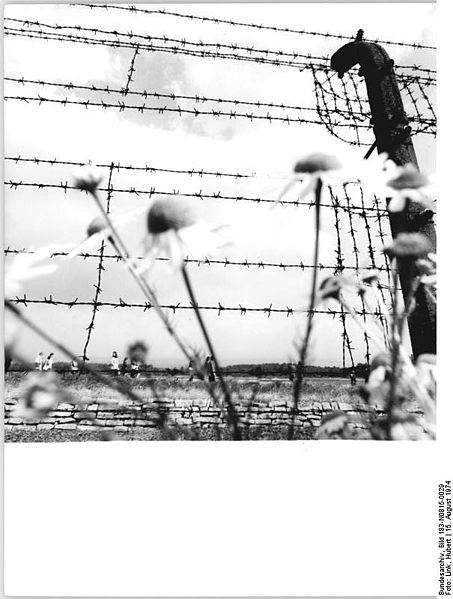 Bundesarchiv, Bild 183-N0815-0029
Foto: Link, Hubert | 15. August 1974